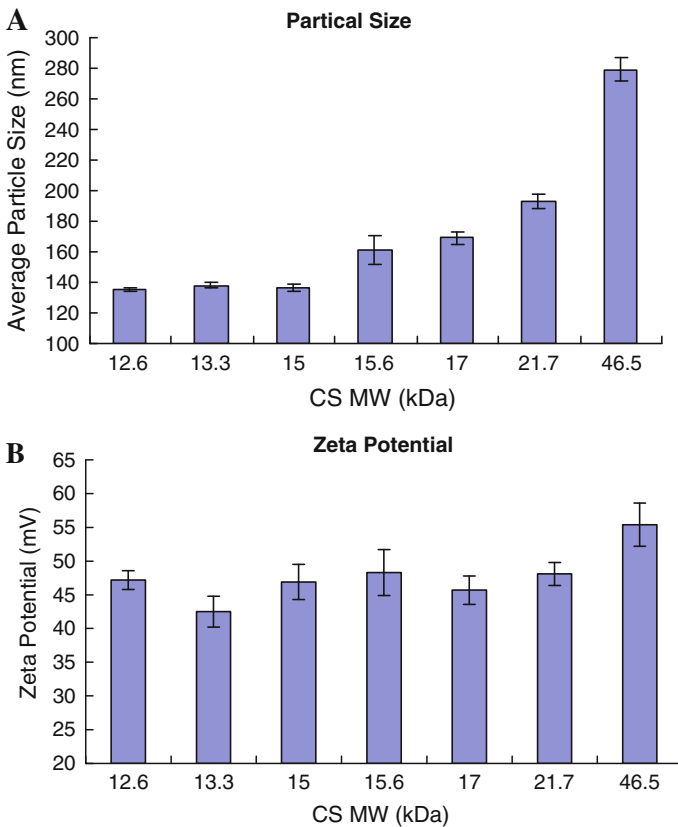 A
Partical Size
Average Particle Size (nm)
300
280
260
240
220
200
180
160
140
120
100
12.6 13.3 15 15.6 17 21.7 46.5
CS MW (kDa)
B
Zeta Potential
Zeta Potential (mV)
65
60
55
50
45
40
35
30
25
20
12.6 13.3 15 15.6 17 21.7 46.5
CS MW (kDa)